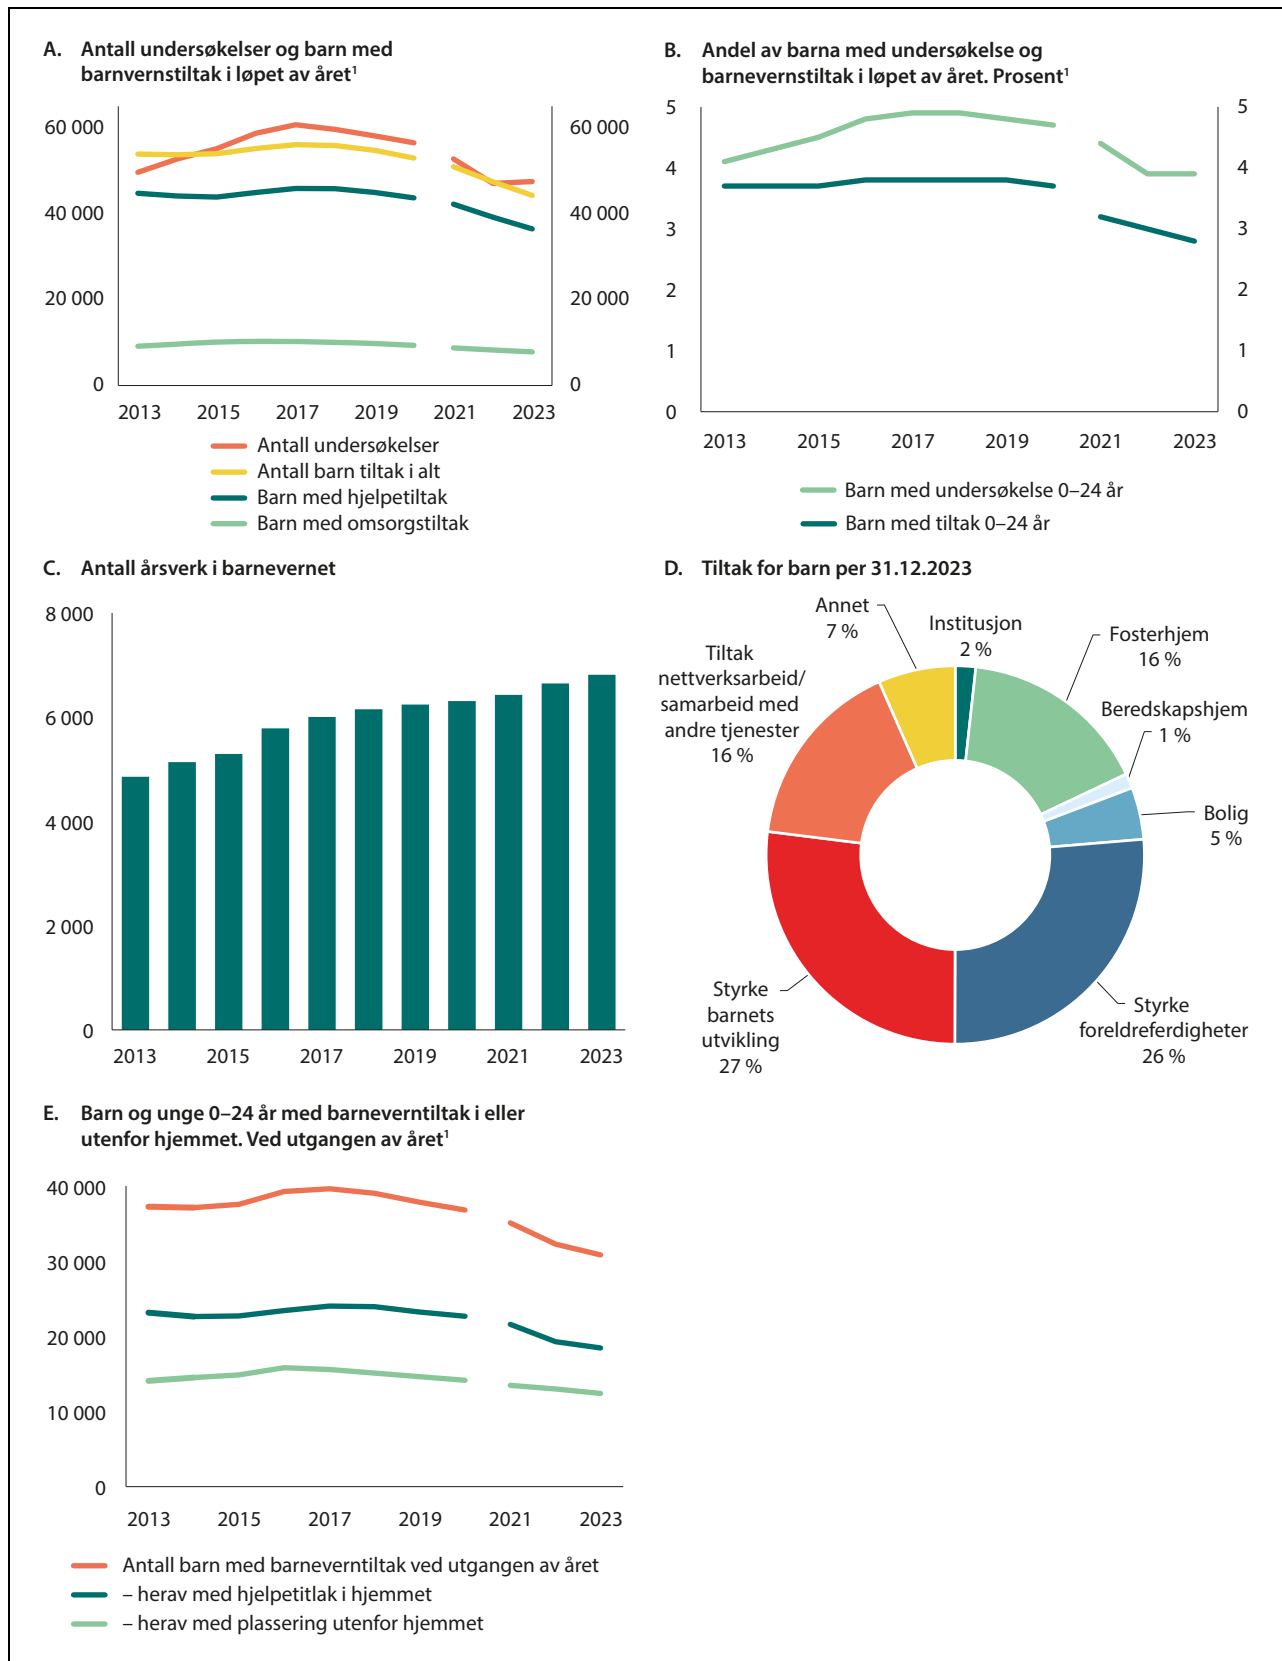 A. Antall undersøkelser og barn med
barnvernstiltak i løpet av året¹
60 000
40 000
20 000
0
60 000
40 000
20 000
0
2013 2015 2017 2019 2021 2023
Antall undersøkelser
Antall barn tiltak i alt
Barn med hjelpetiltak
Barn med omsorgstiltak
B. Andel av barna med undersøkelse og
barnevernstiltak i løpet av året. Prosent¹
5
4
3
2
1
0
5
4
3
2
1
0
2013 2015 2017 2019 2021 2023
Barn med undersøkelse 0–24 år
Barn med tiltak 0–24 år
C. Antall årsverk i barnevernet
8 000
6 000
4 000
2 000
0
2013 2015 2017 2019 2021 2023
D. Tiltak for barn per 31.12.2023
Annet
7 %
Institusjon
2 %
Fosterhjem
16 %
Beredskapshjem
1 %
Bolig
5 %
Styrke
foreldreferdigheter
26 %
Styrke
barnets
utvikling
27 %
Tiltak
nettverksarbeid/
samarbeid med
andre tjenester
16 %
E. Barn og unge 0–24 år med barneverntiltak i eller
utenfor hjemmet. Ved utgangen av året¹
40 000
30 000
20 000
10 000
0
2013 2015 2017 2019 2021 2023
Antall barn med barneverntiltak ved utgangen av året
– herav med hjelpetitlak i hjemmet
– herav med plassering utenfor hjemmet